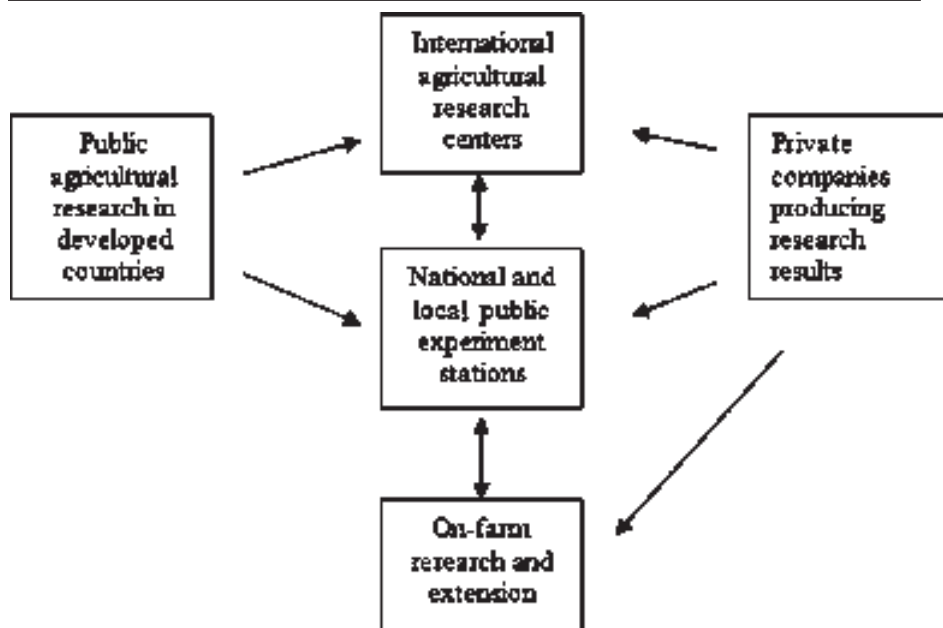 International
agricultural
research
centers
Public
agricultural
research in
developed
countries
Private
companies
producing
research
results
National and
local public
experiment
stations
On-farm
research and
extension